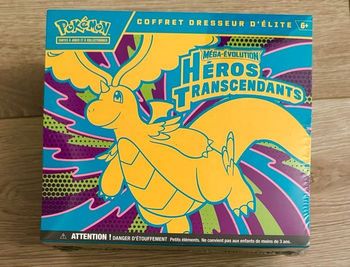 POKÉMON
CARTES À JOUER ET À COLLECTIONNER
COFFRET DRESSEUR D'ÉLITE
6+
MÉGA-ÉVOLUTION
HÉROS
TRANSCENDANTS
ATTENTION ! DANGER D'ÉTOUFFEMENT Petits éléments. Ne convient pas aux enfants de moins de 3 ans.